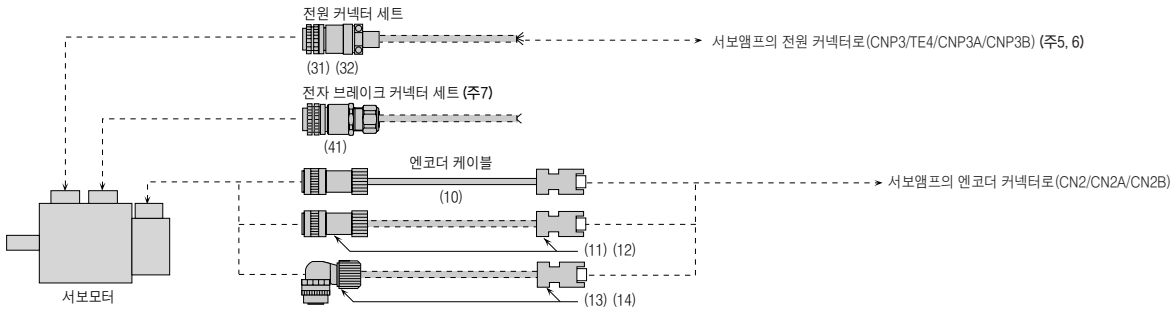 전원 커넥터 세트
서보앰프의 전원 커넥터로(CNP3/TE4/CNP3A/CNP3B) (주5, 6)
(31) (32)
전자 브레이크 커넥터 세트 (주7)
(41)
엔코더 케이블
서보앰프의 엔코더 커넥터로(CN2/CN2A/CN2B)
(10)
(11) (12)
(13) (14)
서보모터